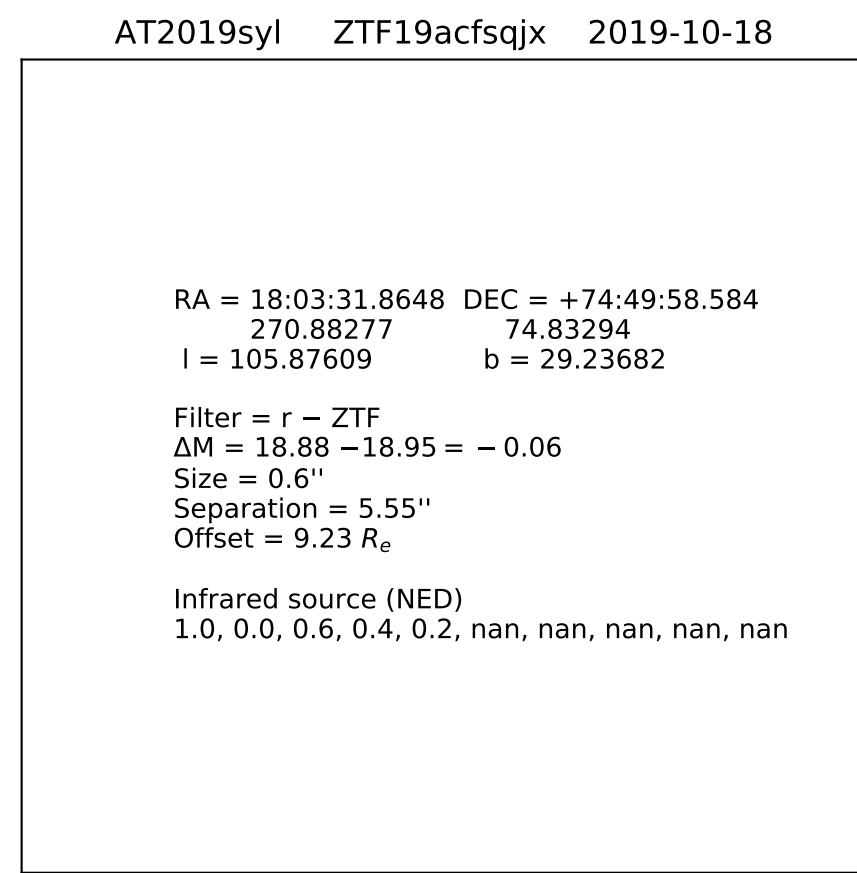 AT2019syl ZTF19acfsqjx 2019-10-18
RA = 18:03:31.8648 DEC = +74:49:58.584
270.88277 74.83294
l = 105.87609 b = 29.23682
Filter = r − ZTF
ΔM = 18.88 −18.95 = − 0.06
Size = 0.6''
Separation = 5.55''
Offset = 9.23 Re
Infrared source (NED)
1.0, 0.0, 0.6, 0.4, 0.2, nan, nan, nan, nan, nan